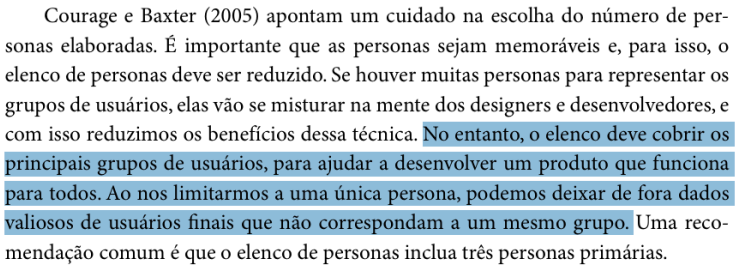 Courage e Baxter (2005) apontam um cuidado na escolha do número de per-
sonas elaboradas. É importante que as personas sejam memoráveis e, para isso, o
elenco de personas deve ser reduzido. Se houver muitas personas para representar os
grupos de usuários, elas vão se misturar na mente dos designers e desenvolvedores, e
com isso reduzimos os benefícios dessa técnica. No entanto, o elenco deve cobrir os
principais grupos de usuários, para ajudar a desenvolver um produto que funciona
para todos. Ao nos limitarmos a uma única persona, podemos deixar de fora dados
valiosos de usuários finais que não correspondam a um mesmo grupo. Uma reco-
mendação comum é que o elenco de personas inclua três personas primárias.